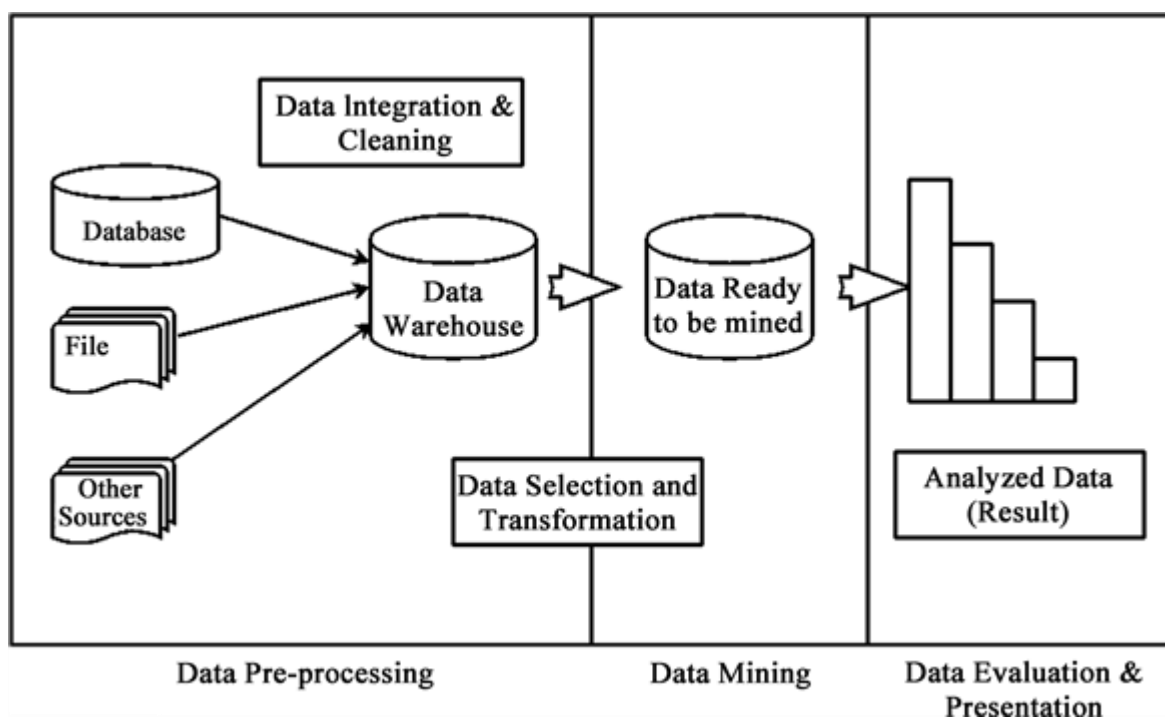 Data Integration &
Cleaning
Database
Data
Warehouse
Data Ready
to be mined
File
Other
Sources
Data Selection and
Transformation
Analyzed Data
(Result)
Data Pre-processing
Data Mining
Data Evaluation &
Presentation